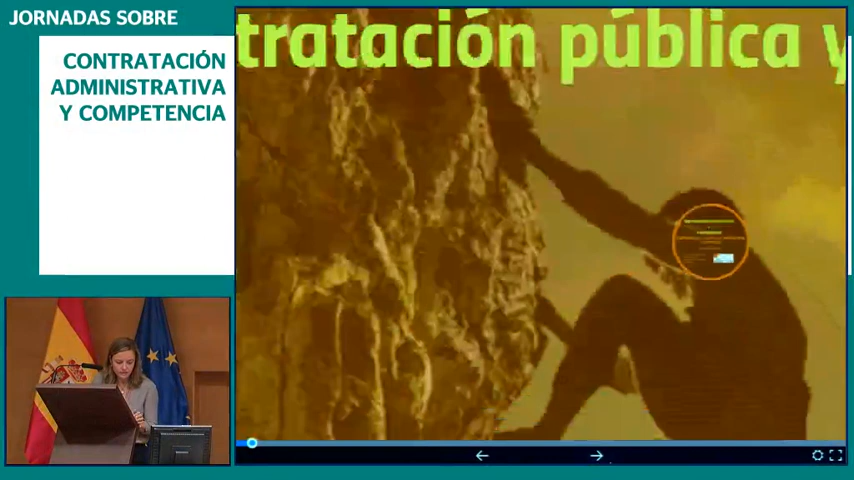 JORNADAS SOBRE
CONTRATACIÓN
ADMINISTRATIVA
Y COMPETENCIA
tratación pública y